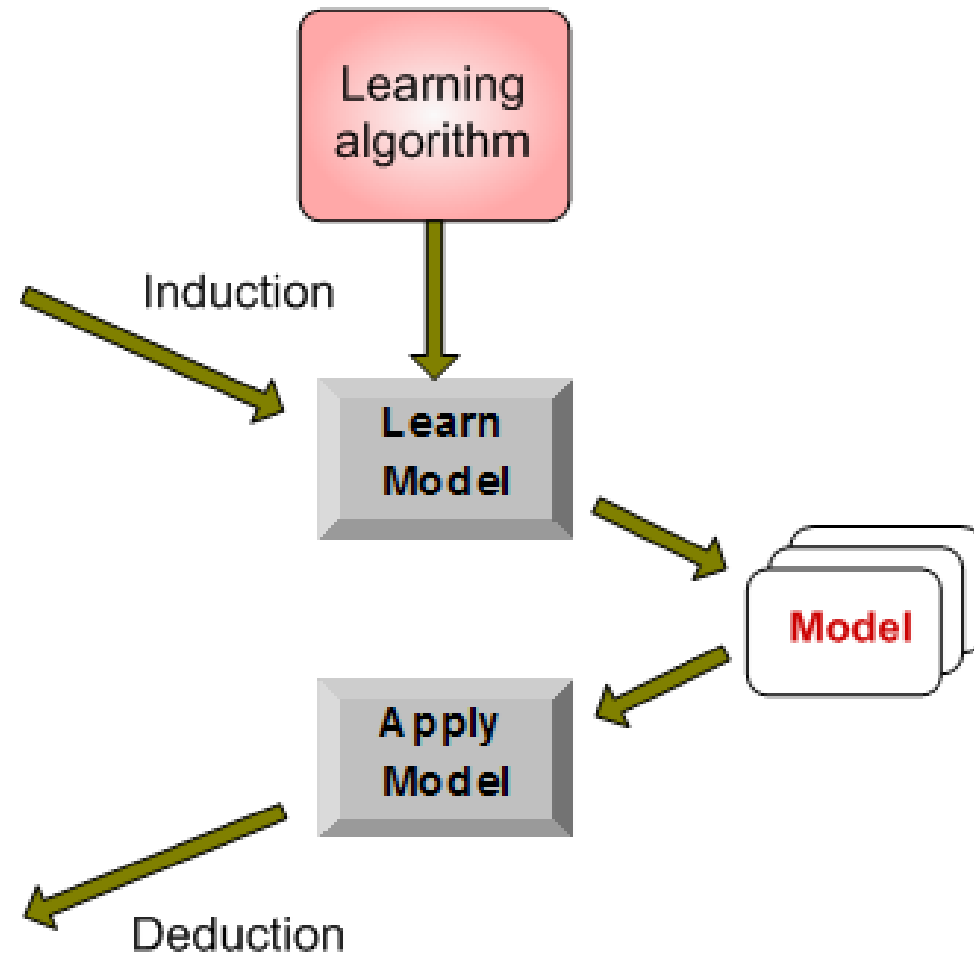 Learning
algorithm
Induction
Learn
Model
Model
Apply
Model
Deduction